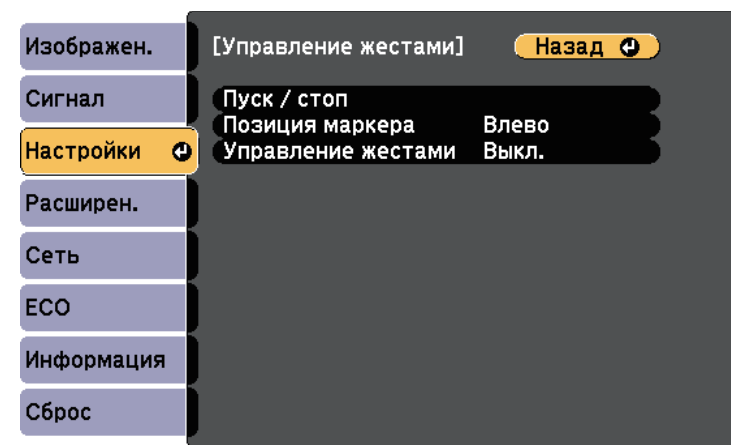 Изображен.
Сигнал
Настройки
Расширен.
Сеть
ECO
Информация
Сброс
[Управление жестами] Назад
Пуск / стоп
Позиция маркера Влево
Управление жестами Выкл.